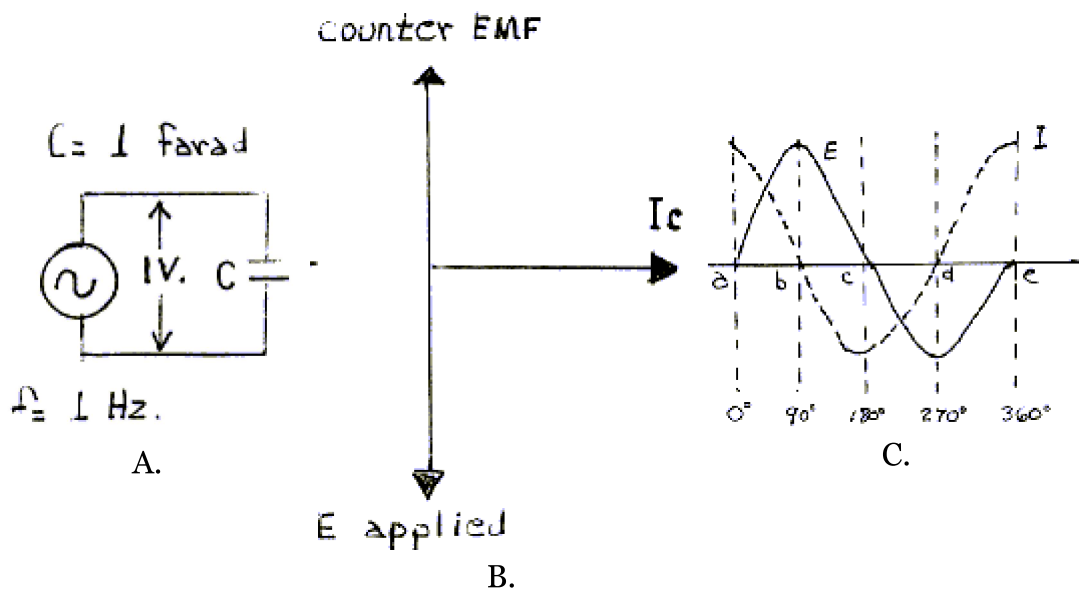 counter EMF
C= 1 farad
1V.
C
f= 1 Hz.
A.
Ic
E applied
B.
E
I
a b c d e
0° 90° 180° 270° 360°
C.